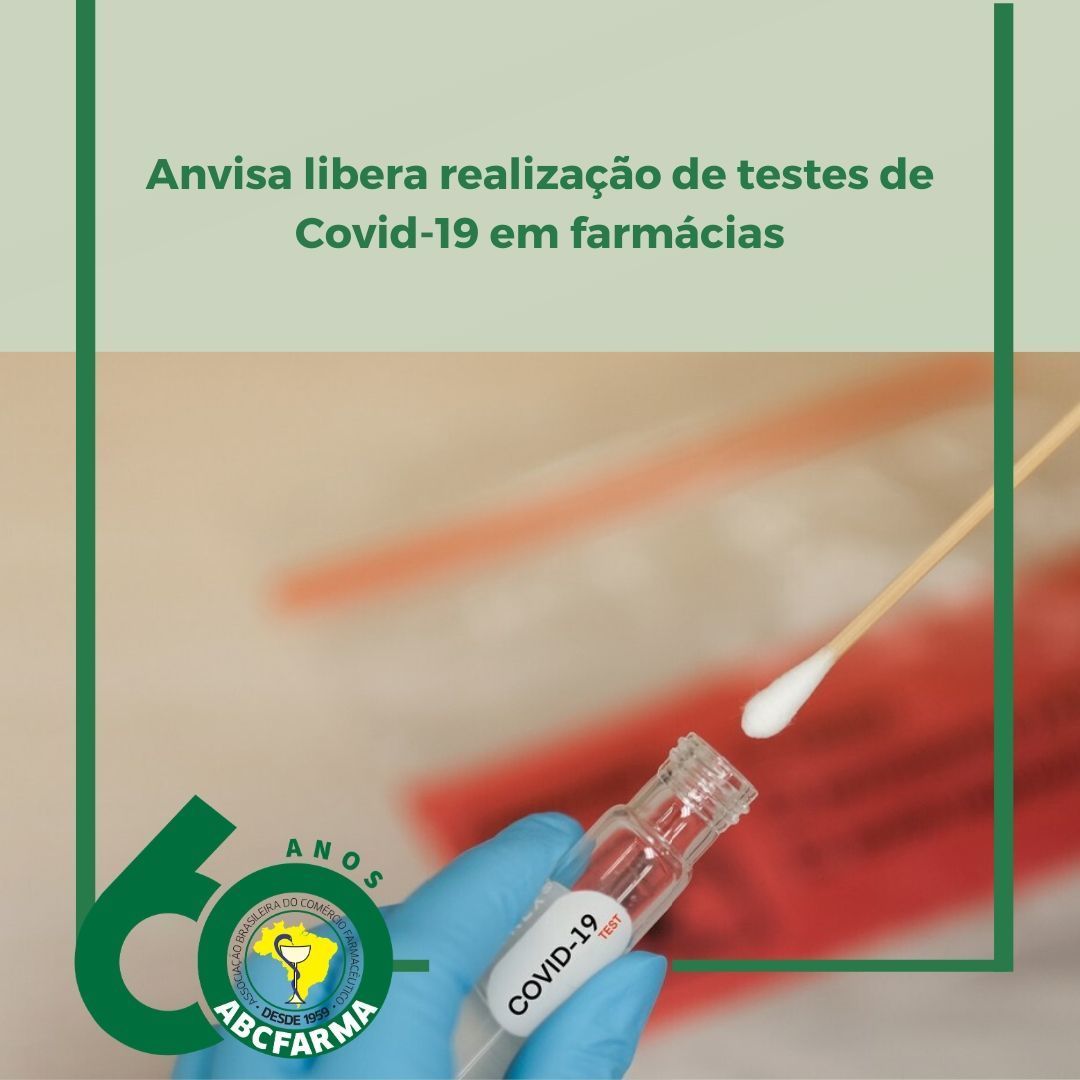 Anvisa libera realização de testes de
Covid-19 em farmácias
COVID-19
TEST
ANOS
ASSOCIAÇÃO BRASILEIRA DO COMÉRCIO FARMACÊUTICO
DESDE 1959
ABCFARMA
60